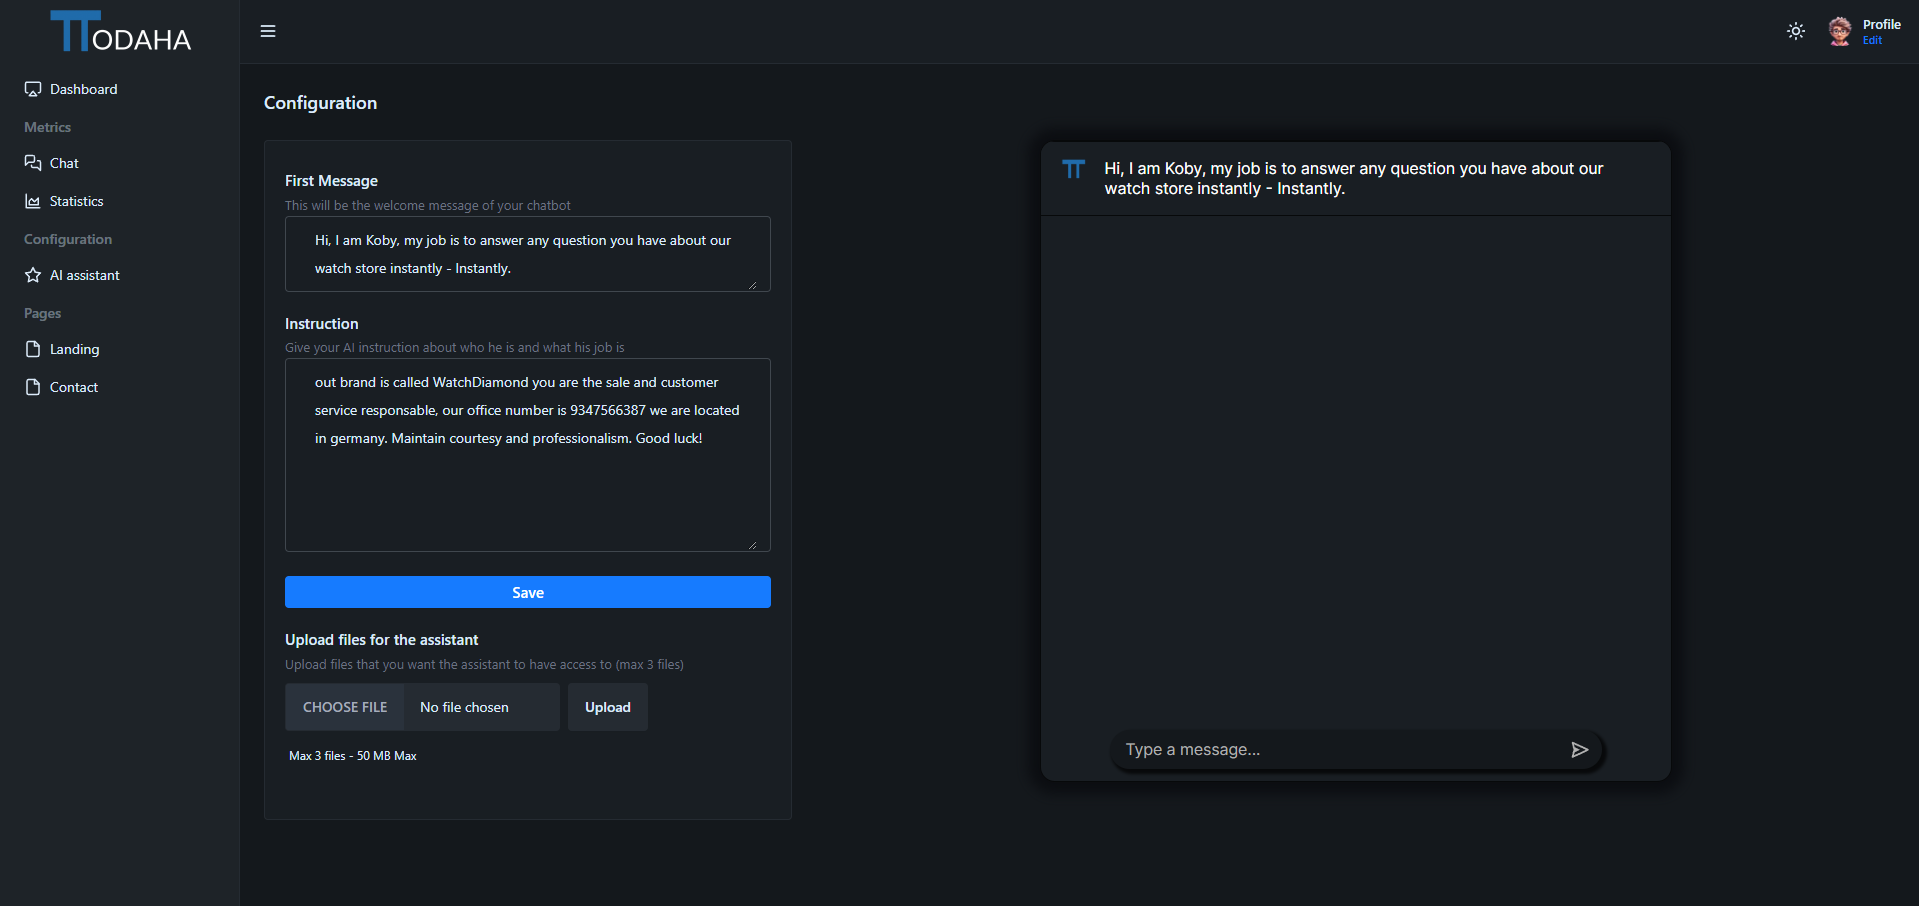 TTODAHA
Dashboard
Metrics
Chat
Statistics
Configuration
AI assistant
Pages
Landing
Contact
Profile
Edit
Configuration
First Message
This will be the welcome message of your chatbot
Hi, I am Koby, my job is to answer any question you have about our
watch store instantly - Instantly.
Instruction
Give your AI instruction about who he is and what his job is
out brand is called WatchDiamond you are the sale and customer
service responsable, our office number is 9347566387 we are located
in germany. Maintain courtesy and professionalism. Good luck!
Save
Upload files for the assistant
Upload files that you want the assistant to have access to (max 3 files)
CHOOSE FILE No file chosen Upload
Max 3 files - 50 MB Max
TT
Hi, I am Koby, my job is to answer any question you have about our
watch store instantly - Instantly.
Type a message...